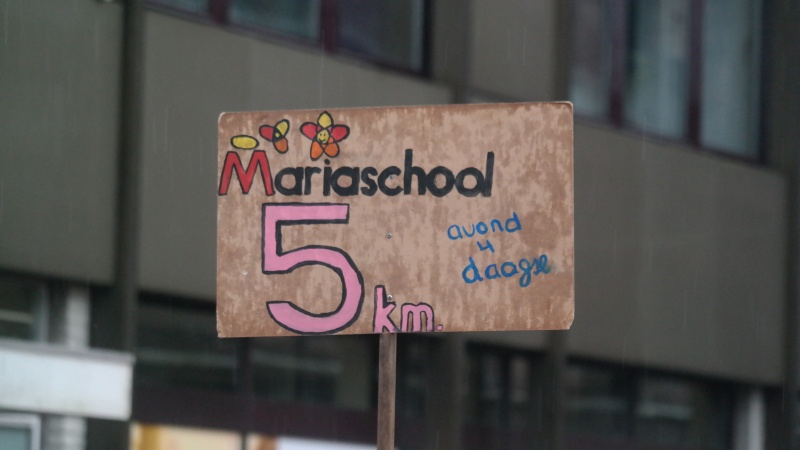 Mariaschool
5 km.
avond
4
daagse